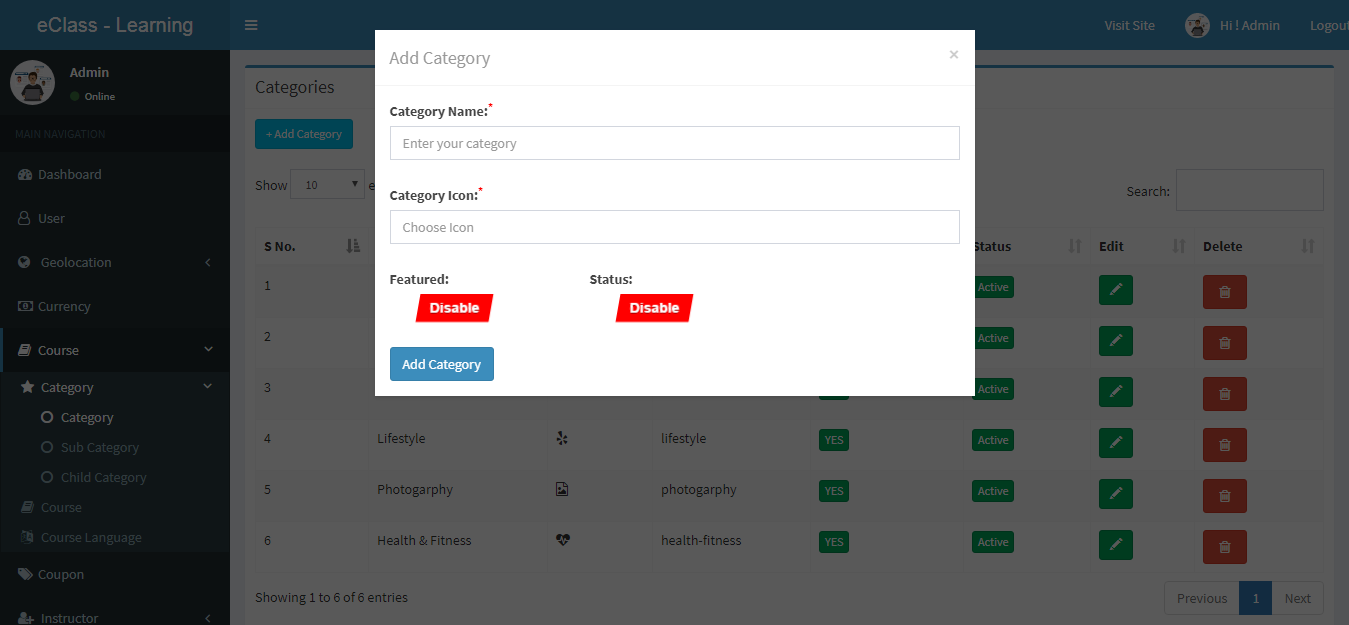 eClass - Learning
Visit Site
Hi ! Admin
Logout
Admin
Online
MAIN NAVIGATION
Dashboard
User
Geolocation
Currency
Course
Category
Category
Sub Category
Child Category
Course
Course Language
Coupon
Instructor
Categories
+ Add Category
Show 10 e
Search:
Add Category
×
Category Name:*
Enter your category
Category Icon:*
Choose Icon
Featured: Status:
Disable Disable
Add Category
S No. Status Edit Delete
1 Active
2 Active
3 Active
4 Lifestyle lifestyle YES Active
5 Photogarphy photogarphy YES Active
6 Health & Fitness health-fitness YES Active
Showing 1 to 6 of 6 entries
Previous 1 Next